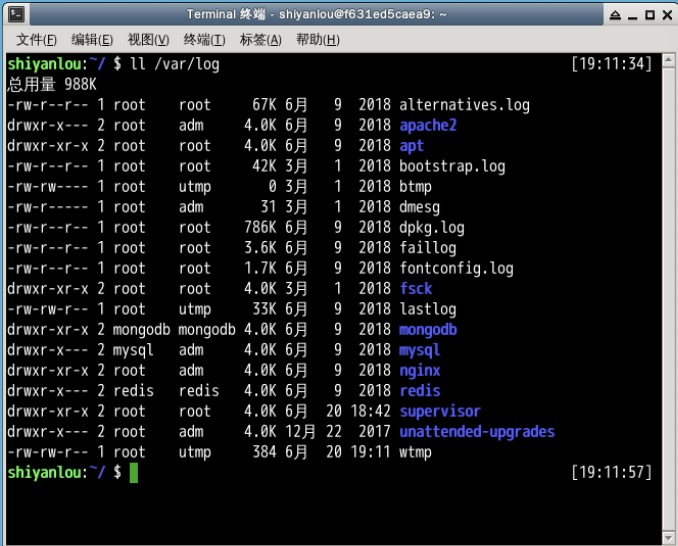 Terminal 终端 - shiyanlou@f631ed5caea9: ~
文件(F) 编辑(E) 视图(V) 终端(T) 标签(A) 帮助(H)
shiyanlou:~/ $ ll /var/log [19:11:34]
总用量 988K
-rw-r--r-- 1 root root 67K 6月 9 2018 alternatives.log
drwxr-x--- 2 root adm 4.0K 6月 9 2018 apache2
drwxr-xr-x 2 root root 4.0K 6月 9 2018 apt
-rw-r--r-- 1 root root 42K 3月 1 2018 bootstrap.log
-rw-rw---- 1 root utmp 0 3月 1 2018 btmp
-rw-r----- 1 root adm 31 3月 1 2018 dmesg
-rw-r--r-- 1 root root 786K 6月 9 2018 dpkg.log
-rw-r--r-- 1 root root 3.6K 6月 9 2018 faillog
-rw-r--r-- 1 root root 1.7K 6月 9 2018 fontconfig.log
drwxr-xr-x 2 root root 4.0K 3月 1 2018 fsck
-rw-rw-r-- 1 root utmp 33K 6月 9 2018 lastlog
drwxr-xr-x 2 mongodb mongodb 4.0K 6月 9 2018 mongodb
drwxr-x--- 2 mysql adm 4.0K 6月 9 2018 mysql
drwxr-xr-x 2 root adm 4.0K 6月 9 2018 nginx
drwxr-x--- 2 redis redis 4.0K 6月 9 2018 redis
drwxr-xr-x 2 root root 4.0K 6月 20 18:42 supervisor
drwxr-x--- 2 root adm 4.0K 12月 22 2017 unattended-upgrades
-rw-rw-r-- 1 root utmp 384 6月 20 19:11 wtmp
shiyanlou:~/ $ [19:11:57]